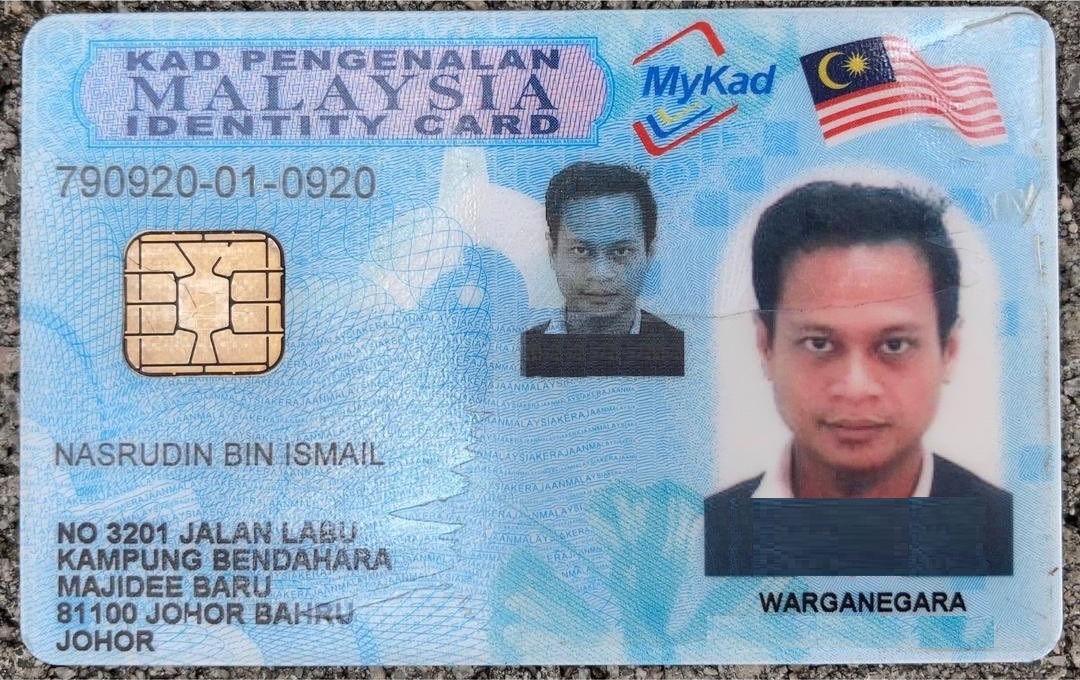 KAD PENGENALAN
MALAYSIA
IDENTITY CARD
MyKad
790920-01-0920
NASRUDIN BIN ISMAIL
NO 3201 JALAN LABU
KAMPUNG BENDAHARA
MAJIDEE BARU
81100 JOHOR BAHRU
JOHOR
WARGANEGARA